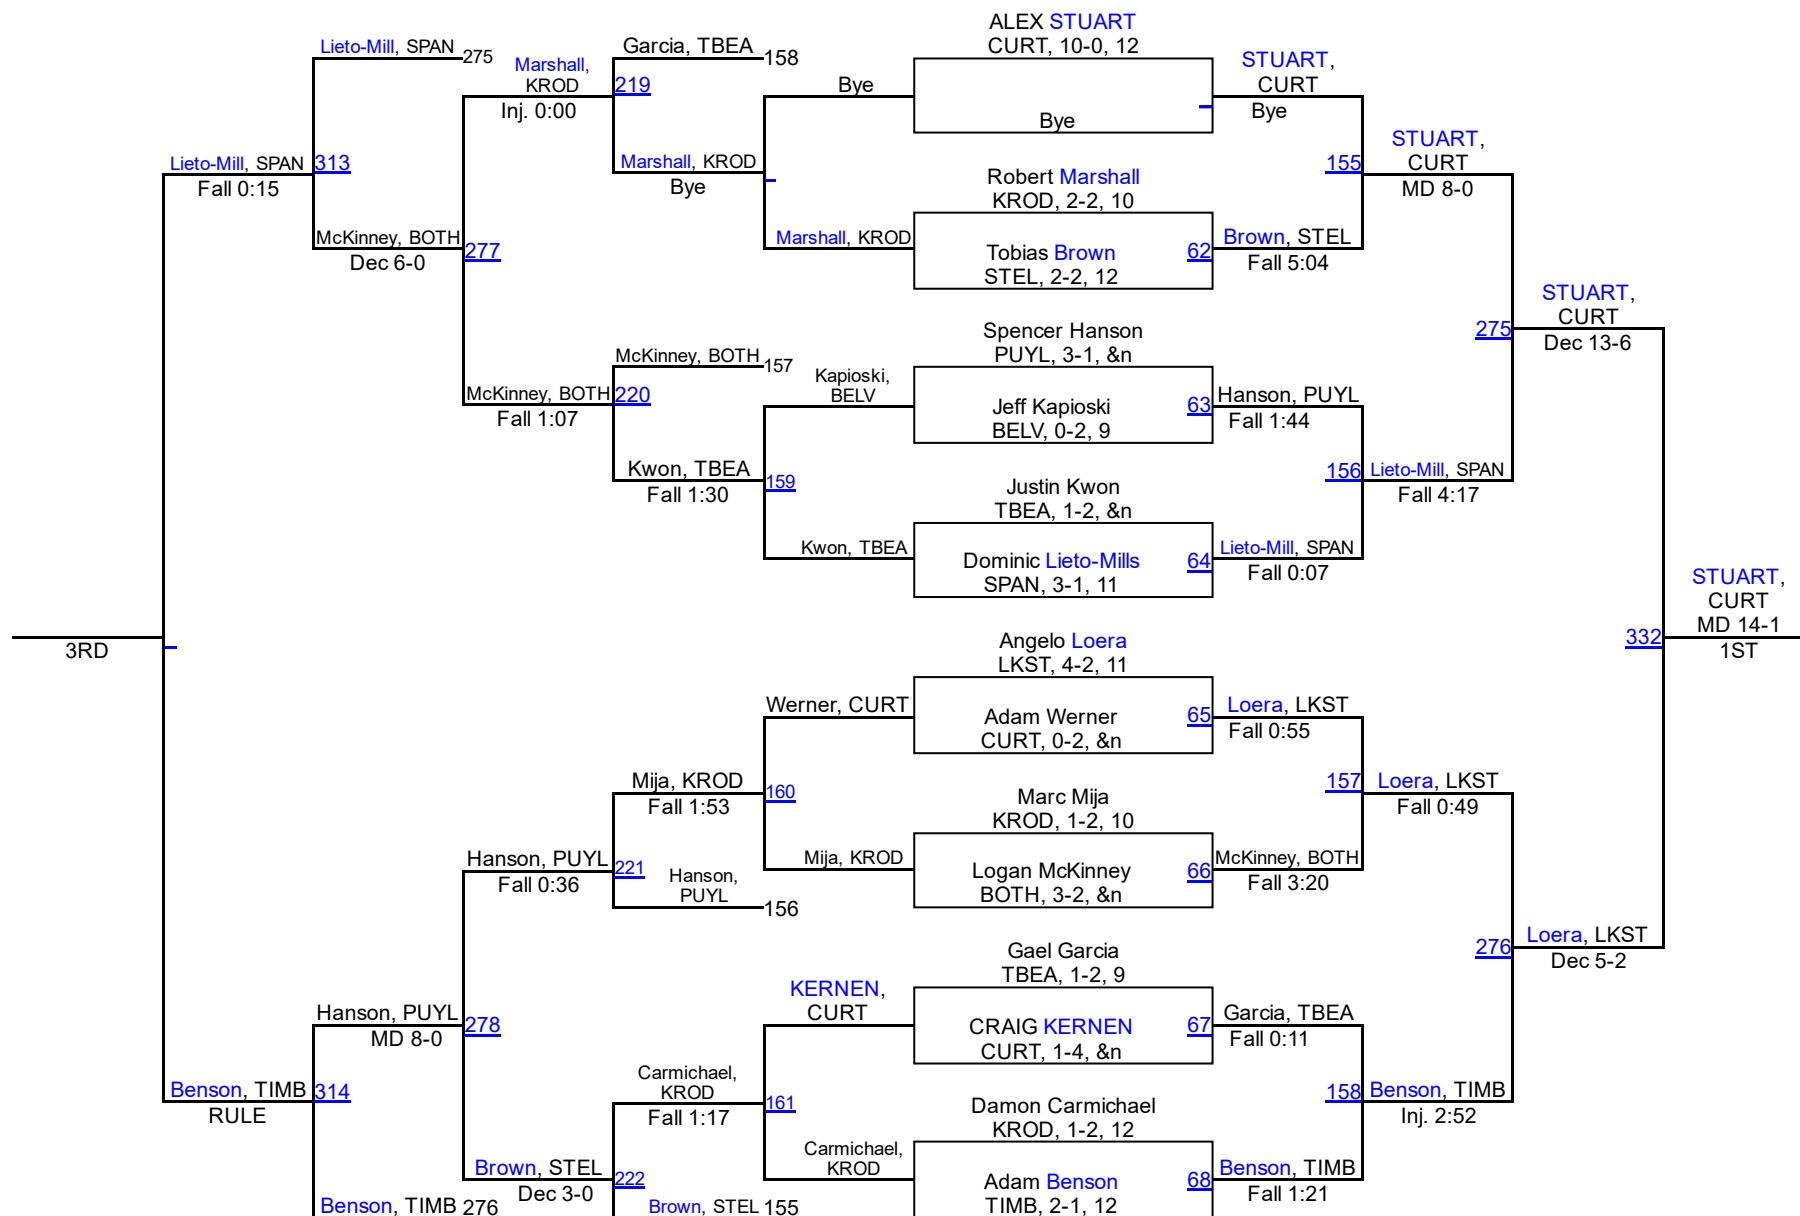 ALEX STUART
CURT, 10-0, 12
Bye
Robert Marshall
KROD, 2-2, 10
Tobias Brown
STEL, 2-2, 12
62
Spencer Hanson
PUYL, 3-1, &n
Jeff Kapioski
BELV, 0-2, 9
63
Justin Kwon
TBEA, 1-2, &n
Dominic Lieto-Mills
SPAN, 3-1, 11
64
Angelo Loera
LKST, 4-2, 11
Adam Werner
CURT, 0-2, &n
65
Marc Mija
KROD, 1-2, 10
Logan McKinney
BOTH, 3-2, &n
66
Gael Garcia
TBEA, 1-2, 9
CRAIG KERNEN
CURT, 1-4, &n
67
Damon Carmichael
KROD, 1-2, 12
Adam Benson
TIMB, 2-1, 12
68
STUART,
CURT
Bye
155
Brown, STEL
Fall 5:04
Hanson, PUYL
Fall 1:44
156
Lieto-Mill, SPAN
Fall 0:07
Loera, LKST
Fall 0:55
157
McKinney, BOTH
Fall 3:20
Garcia, TBEA
Fall 0:11
158
Benson, TIMB
Fall 1:21
STUART,
CURT
MD 8-0
275
Lieto-Mill, SPAN
Fall 4:17
Loera, LKST
Fall 0:49
276
Benson, TIMB
Inj. 2:52
STUART,
CURT
Dec 13-6
332
Loera, LKST
Dec 5-2
STUART,
CURT
MD 14-1
1ST
Bye
Marshall, KROD
Kapioski,
BELV
159
Kwon, TBEA
Werner, CURT
160
Mija, KROD
KERNEN,
CURT
161
Carmichael,
KROD
Garcia, TBEA
158
219
Marshall, KROD
Bye
McKinney, BOTH
157
220
Kwon, TBEA
Fall 1:30
Mija, KROD
Fall 1:53
221
Hanson,
PUYL
156
Carmichael,
KROD
Fall 1:17
222
Brown, STEL
155
Marshall,
KROD
Inj. 0:00
277
McKinney, BOTH
Fall 1:07
Hanson, PUYL
Fall 0:36
278
Brown, STEL
Dec 3-0
Lieto-Mill, SPAN
275
313
McKinney, BOTH
Dec 6-0
Hanson, PUYL
MD 8-0
314
Benson, TIMB
276
Lieto-Mill, SPAN
Fall 0:15
Benson, TIMB
RULE
3RD